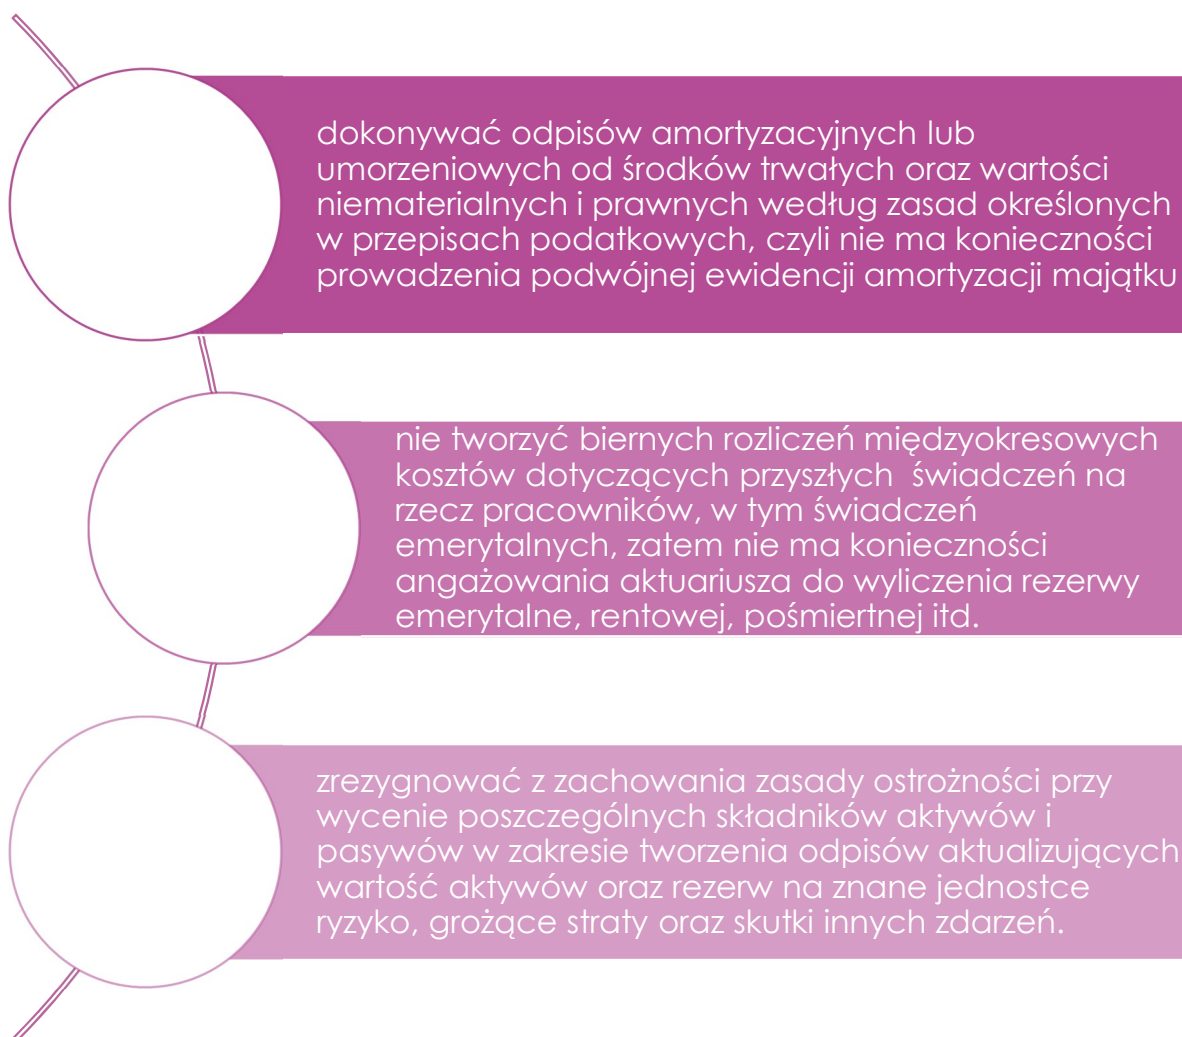 dokonywać odpisów amortyzacyjnych lub
umorzeniowych od środków trwałych oraz wartości
niematerialnych i prawnych według zasad określonych
w przepisach podatkowych, czyli nie ma konieczności
prowadzenia podwójnej ewidencji amortyzacji majątku
nie tworzyć biernych rozliczeń międzyokresowych
kosztów dotyczących przyszłych  świadczeń na
rzecz pracowników, w tym świadczeń
emerytalnych, zatem nie ma konieczności
angażowania aktuariusza do wyliczenia rezerwy
emerytalne, rentowej, pośmiertnej itd.
zrezygnować z zachowania zasady ostrożności przy
wycenie poszczególnych składników aktywów i
pasywów w zakresie tworzenia odpisów aktualizujących
wartość aktywów oraz rezerw na znane jednostce
ryzyko, grożące straty oraz skutki innych zdarzeń.